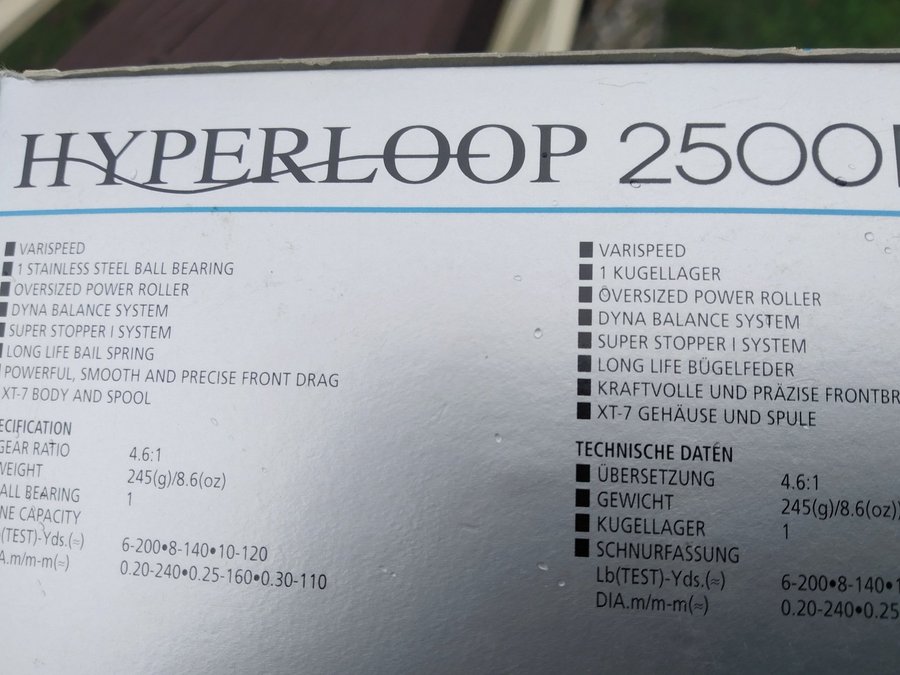 HYPERLOOP 2500
VARISPEED
1 STAINLESS STEEL BALL BEARING
OVERSIZED POWER ROLLER
DYNA BALANCE SYSTEM
SUPER STOPPER I SYSTEM
LONG LIFE BAIL SPRING
POWERFUL, SMOOTH AND PRECISE FRONT DRAG
XT-7 BODY AND SPOOL
ECIFICATION
GEAR RATIO 4.6:1
WEIGHT 245(g)/8.6(oz)
ALL BEARING 1
NE CAPACITY
(TEST)-Yds.(≈) 6-200•8-140•10-120
A.m/m-m(≈) 0.20-240•0.25-160•0.30-110
VARISPEED
1 KUGELLAGER
OVERSIZED POWER ROLLER
DYNA BALANCE SYSTEM
SUPER STOPPER I SYSTEM
LONG LIFE BÜGELFEDER
KRAFTVOLLE UND PRÄZISE FRONTBR
XT-7 GEHÄUSE UND SPULE
TECHNISCHE DATEN
ÜBERSETZUNG 4.6:1
GEWICHT 245(g)/8.6(oz)
KUGELLAGER 1
SCHNURFASSUNG
Lb(TEST)-Yds.(≈) 6-200•8-140•1
DIA.m/m-m(≈) 0.20-240•0.25